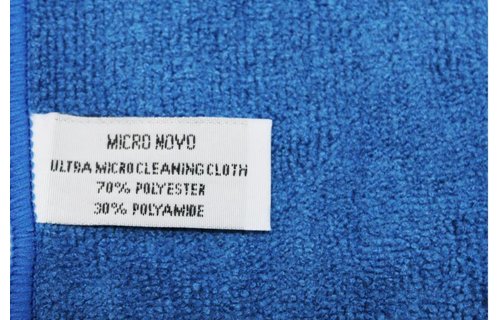 MICRO NOVO
ULTRA MICRO CLEANING CLOTH
70% POLYESTER
30% POLYAMIDE